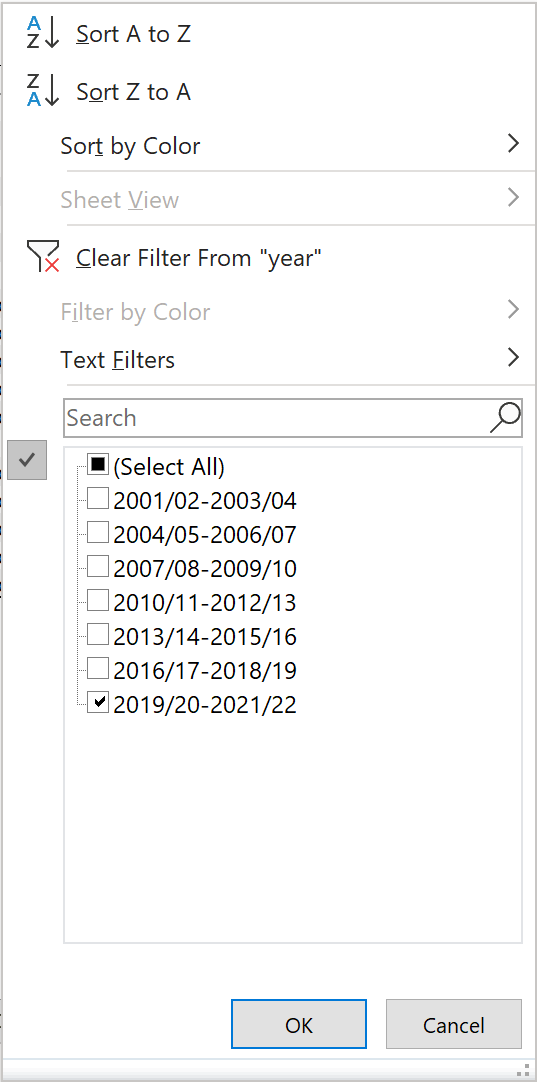 Sort A to Z
Sort Z to A
Sort by Color
Sheet View
Clear Filter From "year"
Filter by Color
Text Filters
Search
(Select All)
2001/02-2003/04
2004/05-2006/07
2007/08-2009/10
2010/11-2012/13
2013/14-2015/16
2016/17-2018/19
2019/20-2021/22
OK
Cancel